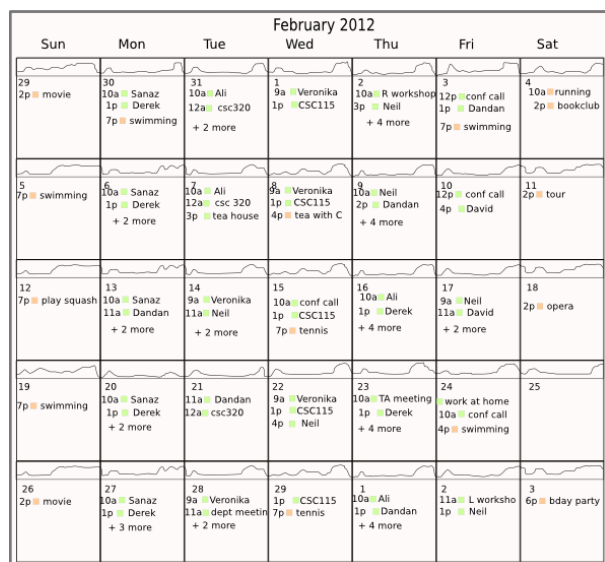 February 2012
Sun Mon Tue Wed Thu Fri Sat
29
2p movie
30
10a Sanaz
1p Derek
7p swimming
31
10a Ali
12a csc320
+ 2 more
1
9a Veronika
1p CSC115
2
10a R workshop
3p Neil
+ 4 more
3
12p conf call
1p Dandan
7p swimming
4
10a running
2p bookclub
5
7p swimming
6
10a Sanaz
1p Derek
+ 2 more
7
10a Ali
12a csc 320
3p tea house
8
9a Veronika
1p CSC115
4p tea with C
9
10a Neil
2p Dandan
+ 4 more
10
12p conf call
4p David
11
2p tour
12
7p play squash
13
10a Sanaz
11a Dandan
+ 2 more
14
9a Veronika
11a Neil
+ 2 more
15
10a conf call
1p CSC115
7p tennis
16
10a Ali
1p Derek
+ 4 more
17
9a Neil
11a David
+ 2 more
18
2p opera
19
7p swimming
20
10a Sanaz
1p Derek
+ 2 more
21
11a Dandan
12a csc320
22
9a Veronika
1p CSC115
4p Neil
23
10a TA meeting
1p Derek
+ 4 more
24
work at home
10a conf call
4p swimming
25
26
2p movie
27
10a Sanaz
1p Derek
+ 3 more
28
9a Veronika
11a dept meetin
+ 2 more
29
1p CSC115
7p tennis
1
10a Ali
1p Dandan
+ 4 more
2
11a L worksho
1p Neil
3
6p bday party